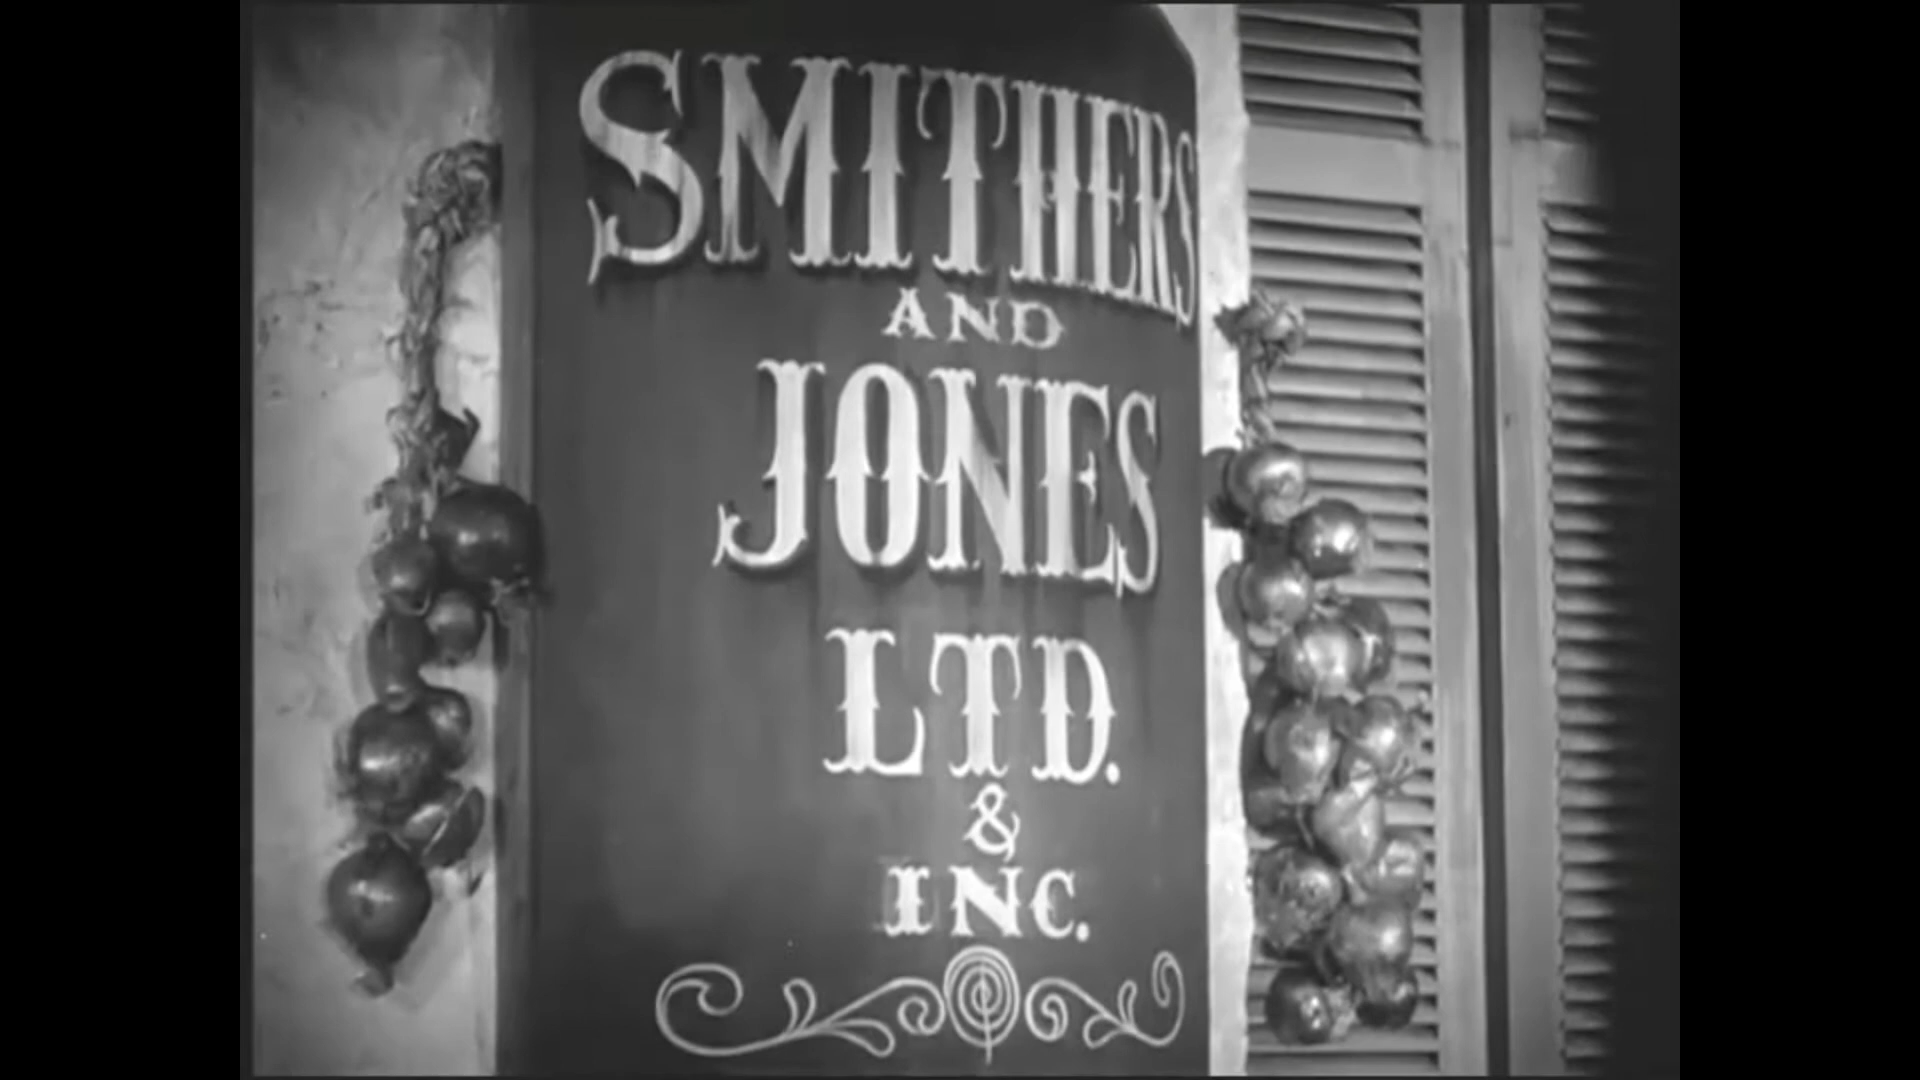 SMITHERS
AND
JONES
LTD.
&
INC.